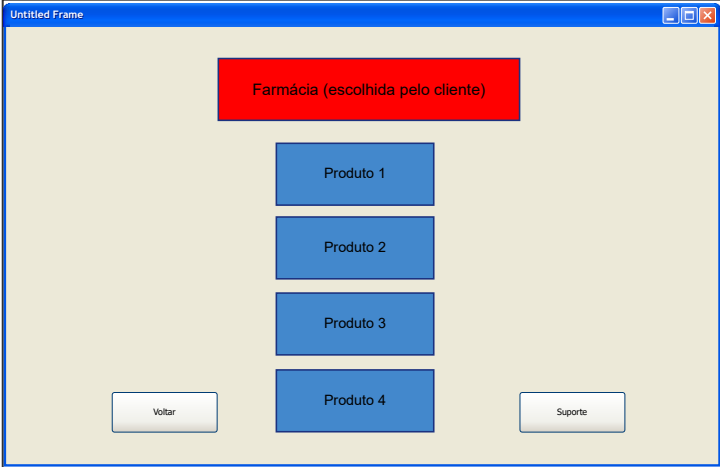 Untitled Frame
Farmácia (escolhida pelo cliente)
Produto 1
Produto 2
Produto 3
Produto 4
Voltar
Suporte